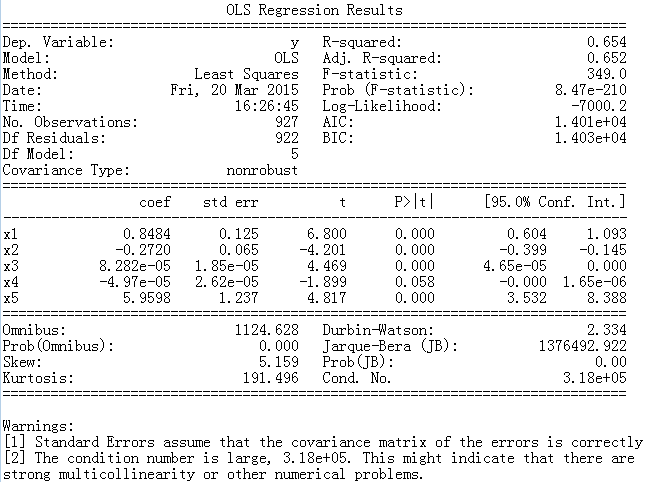 OLS Regression Results
==============================================================================
Dep. Variable:                      y   R-squared:                       0.654
Model:                            OLS   Adj. R-squared:                  0.652
Method:                 Least Squares   F-statistic:                     349.0
Date:                Fri, 20 Mar 2015   Prob (F-statistic):          8.47e-210
Time:                        16:26:45   Log-Likelihood:                -7000.2
No. Observations:                 927   AIC:                         1.401e+04
Df Residuals:                     922   BIC:                         1.403e+04
Df Model:                           5
Covariance Type:            nonrobust
==============================================================================
coef    std err          t      P>|t|      [95.0% Conf. Int.]
------------------------------------------------------------------------------
x1             0.8484      0.125      6.800      0.000         0.604     1.093
x2            -0.2720      0.065     -4.201      0.000        -0.399    -0.145
x3          8.282e-05   1.85e-05      4.469      0.000      4.65e-05     0.000
x4          -4.97e-05   2.62e-05     -1.899      0.058        -0.000  1.65e-06
x5             5.9598      1.237      4.817      0.000         3.532     8.388
==============================================================================
Omnibus:                     1124.628   Durbin-Watson:                   2.334
Prob(Omnibus):                  0.000   Jarque-Bera (JB):          1376492.922
Skew:                           5.159   Prob(JB):                         0.00
Kurtosis:                     191.496   Cond. No.                     3.18e+05
==============================================================================
Warnings:
[1] Standard Errors assume that the covariance matrix of the errors is correctly
[2] The condition number is large, 3.18e+05. This might indicate that there are
strong multicollinearity or other numerical problems.